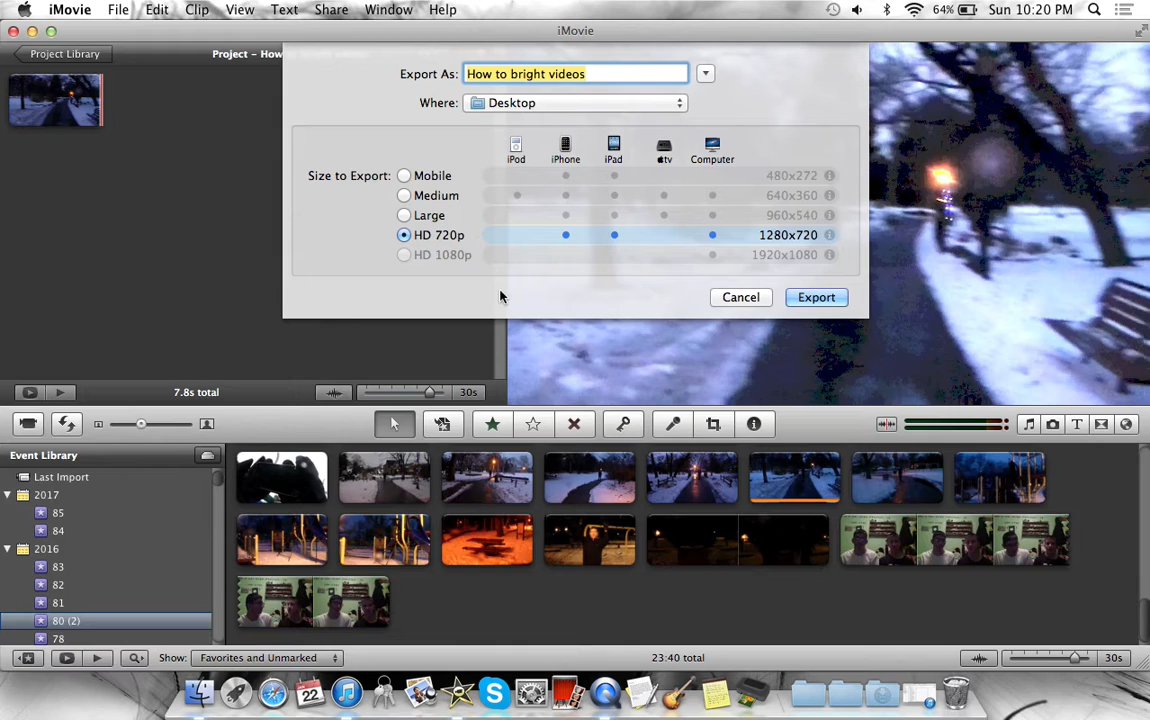 iMovie File Edit Clip View Text Share Window Help 64% Sun 10:20 PM
iMovie
Project Library
Project - How
Export As: How to bright videos
Where: Desktop
iPod iPhone iPad tv Computer
Size to Export: Mobile 480x272
Medium 640x360
Large 960x540
HD 720p 1280x720
HD 1080p 1920x1080
Cancel Export
7.8s total 30s
Event Library
Last Import
2017
85
84
2016
83
82
81
80 (2)
78
Show: Favorites and Unmarked 23:40 total 30s
22